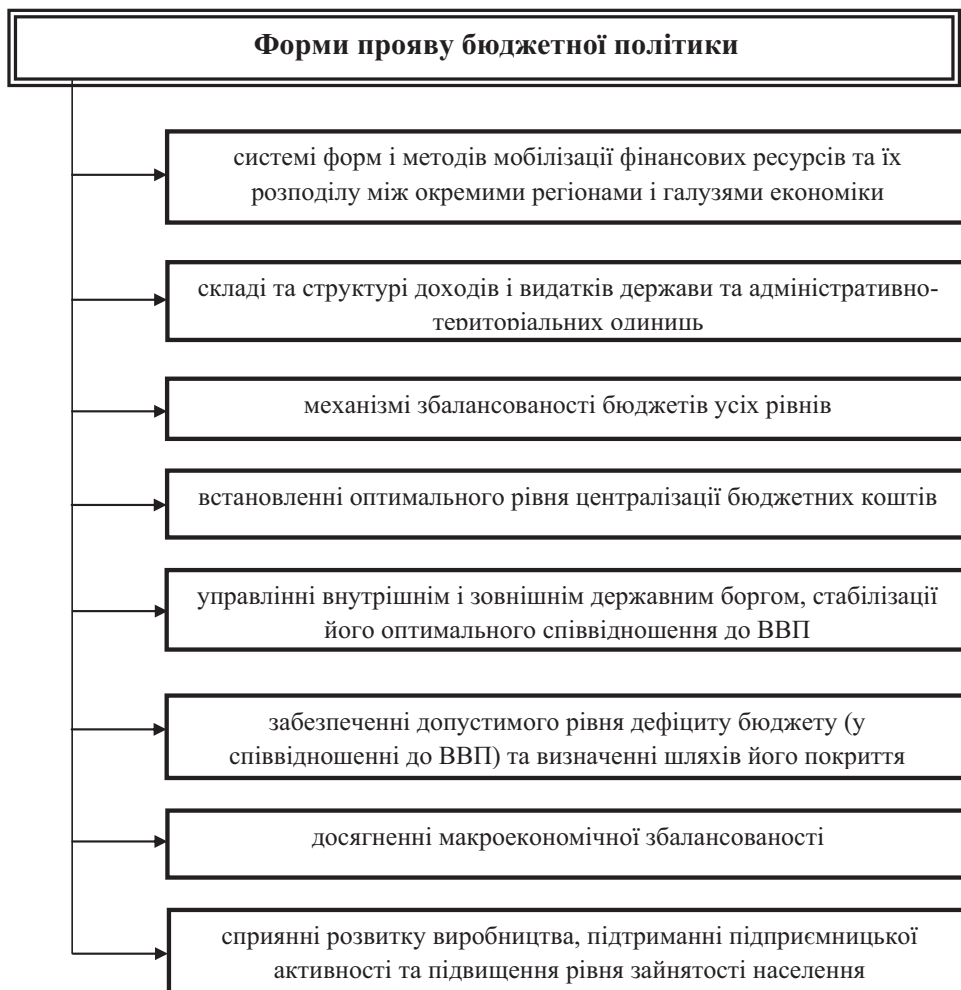 Форми прояву бюджетної політики
системі форм і методів мобілізації фінансових ресурсів та їх
розподілу між окремими регіонами і галузями економіки
складі та структурі доходів і видатків держави та адміністративно-
територіальних одиниць
механізмі збалансованості бюджетів усіх рівнів
встановленні оптимального рівня централізації бюджетних коштів
управлінні внутрішнім і зовнішнім державним боргом, стабілізації
його оптимального співвідношення до ВВП
забезпеченні допустимого рівня дефіциту бюджету (у
співвідношенні до ВВП) та визначенні шляхів його покриття
досягненні макроекономічної збалансованості
сприянні розвитку виробництва, підтриманні підприємницької
активності та підвищення рівня зайнятості населення